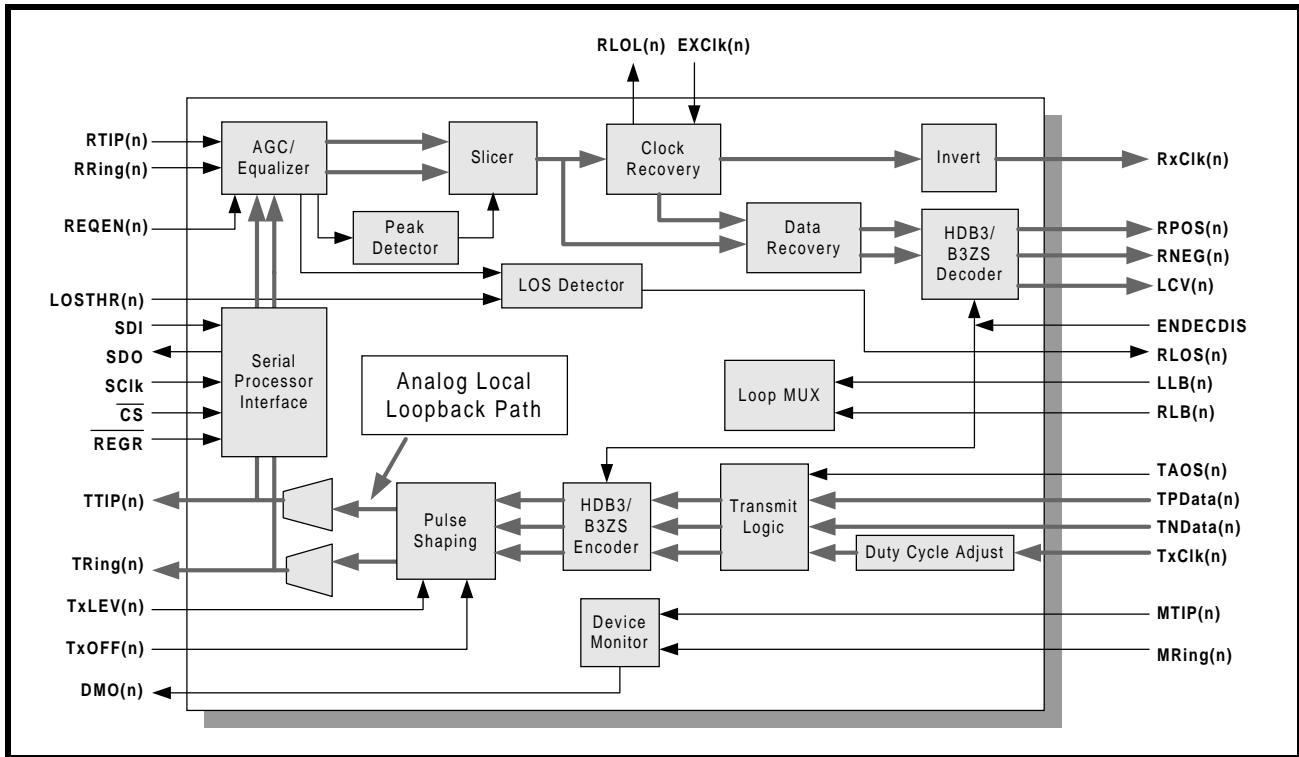 RLOL(n) EXClk(n)
RTIP(n)
RRing(n)
REQEN(n)
LOSTHR(n)
SDI
SDO
SClk
CS
REGR
TTIP(n)
TRing(n)
TxLEV(n)
TxOFF(n)
DMO(n)
AGC/
Equalizer
Slicer
Clock
Recovery
Invert
Peak
Detector
Data
Recovery
HDB3/
B3ZS
Decoder
LOS Detector
Serial
Processor
Interface
Analog Local
Loopback Path
Loop MUX
Pulse
Shaping
HDB3/
B3ZS
Encoder
Transmit
Logic
Duty Cycle Adjust
Device
Monitor
RxClk(n)
RPOS(n)
RNEG(n)
LCV(n)
ENDECDIS
RLOS(n)
LLB(n)
RLB(n)
TAOS(n)
TPData(n)
TNData(n)
TxClk(n)
MTIP(n)
MRing(n)